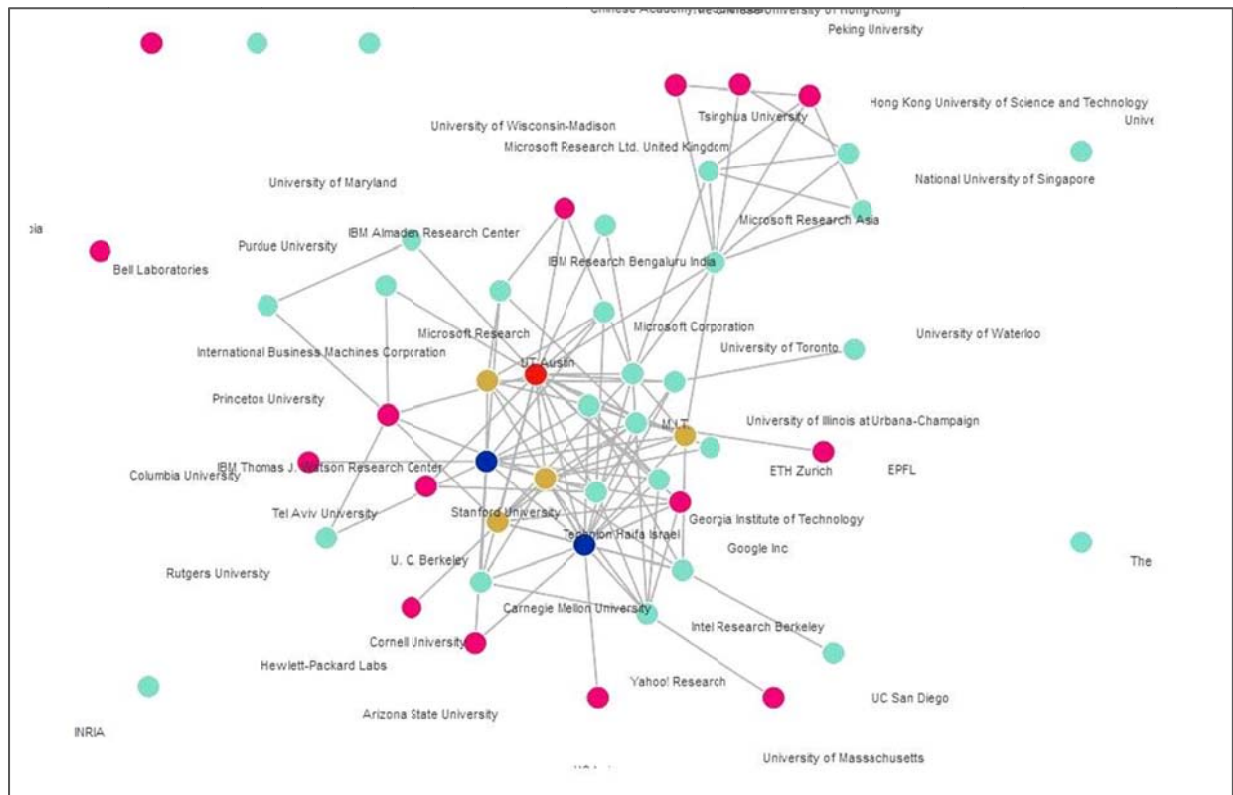 Peking University
Hong Kong University of Science and Technology
Tsinghua University
Unive
University of Wisconsin-Madison
Microsoft Research Ltd. United Kingdom
National University of Singapore
University of Maryland
Microsoft Research Asia
IBM Almaden Research Center
Purdue University
IBM Research Bengaluru India
Bell Laboratories
Microsoft Corporation
Microsoft Research
University of Waterloo
University of Toronto
International Business Machines Corporation
UT Austin
Princeton University
University of Illinois at Urbana-Champaign
M.I.T.
IBM Thomas J. Watson Research Center
ETH Zurich
EPFL
Columbia University
Tel Aviv University
Stanford University
Georgia Institute of Technology
Technion Haifa Israel
Google Inc
U. C. Berkeley
The
Rutgers University
Carnegie Mellon University
Intel Research Berkeley
Cornell University
Hewlett-Packard Labs
Yahoo! Research
UC San Diego
Arizona State University
INRIA
University of Massachusetts